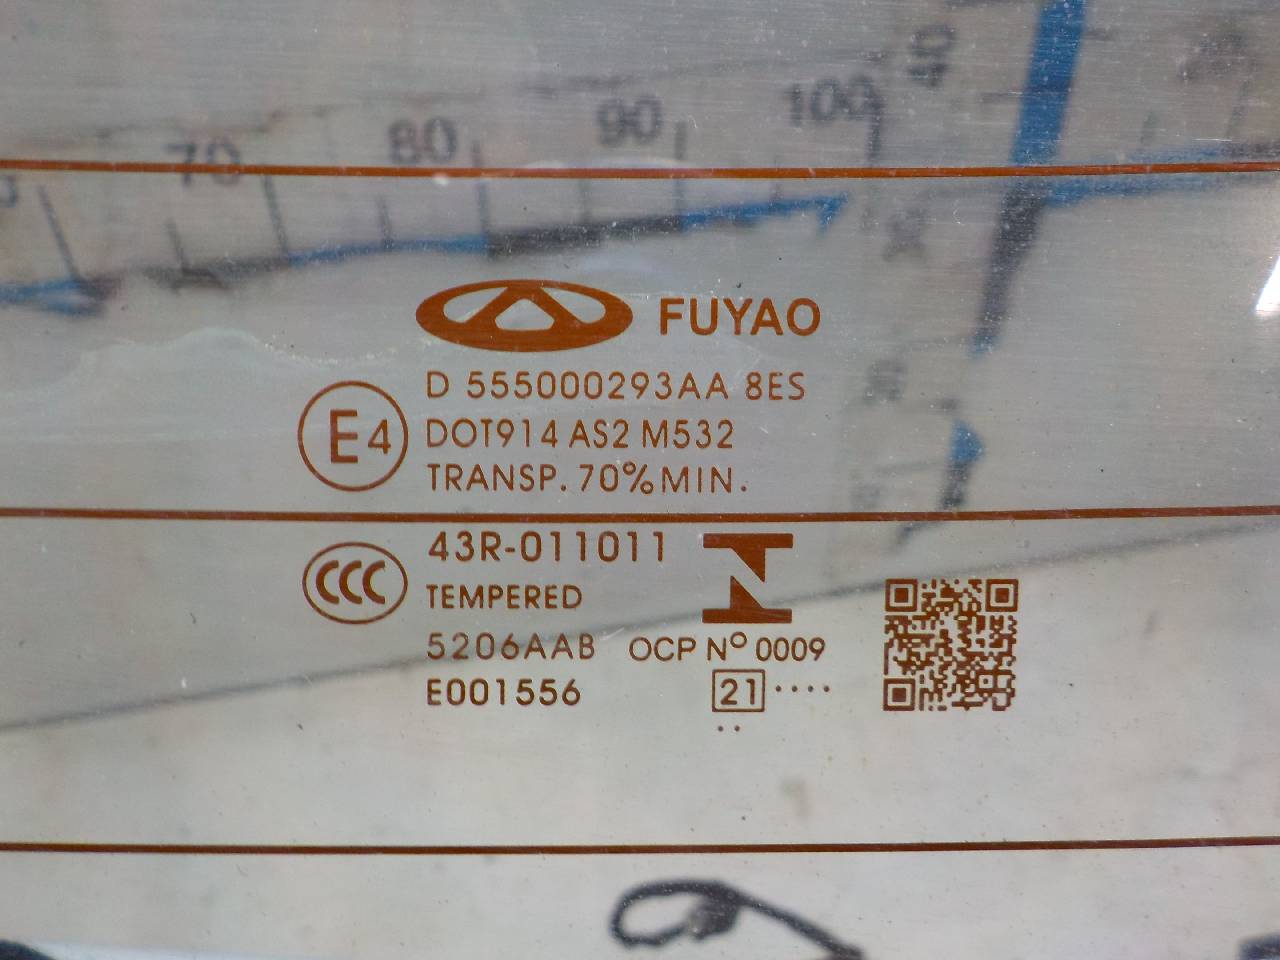 40
100
90
80
70
FUYAO
D 555000293AA 8ES
E4
DOT914 AS2 M532
TRANSP. 70% MIN.
43R-011011
CCC
TEMPERED
5206AAB OCP Nº 0009
E001556 21 ····
··